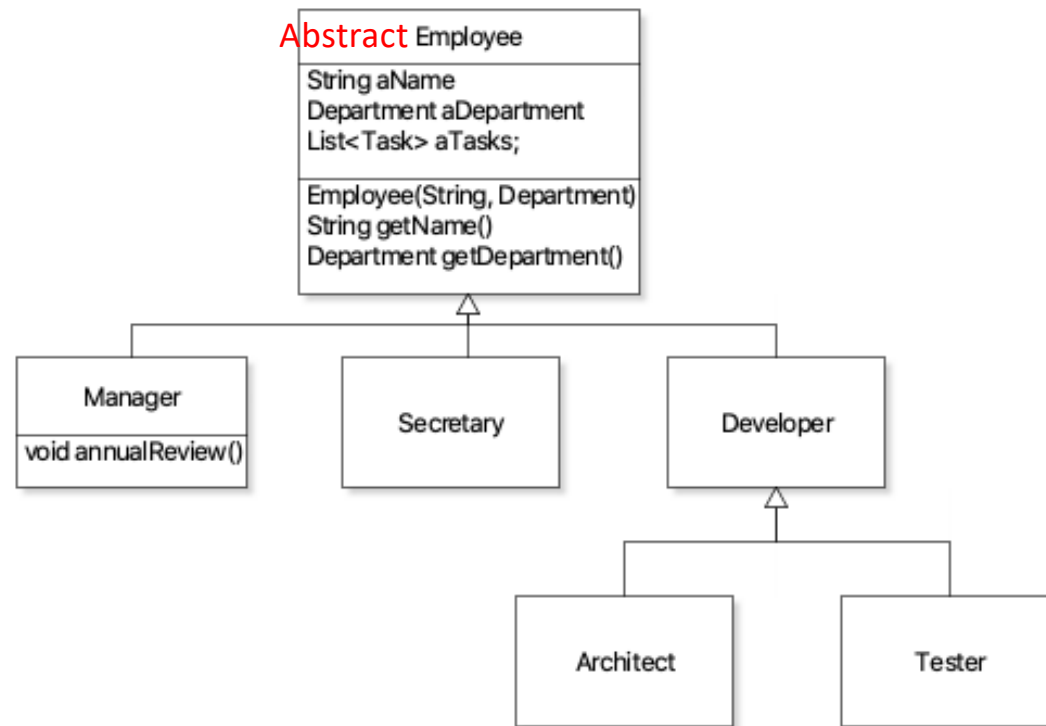 Abstract Employee
String aName
Department aDepartment
List<Task> aTasks;
Employee(String, Department)
String getName()
Department getDepartment()
Manager
void annualReview()
Secretary
Developer
Architect
Tester